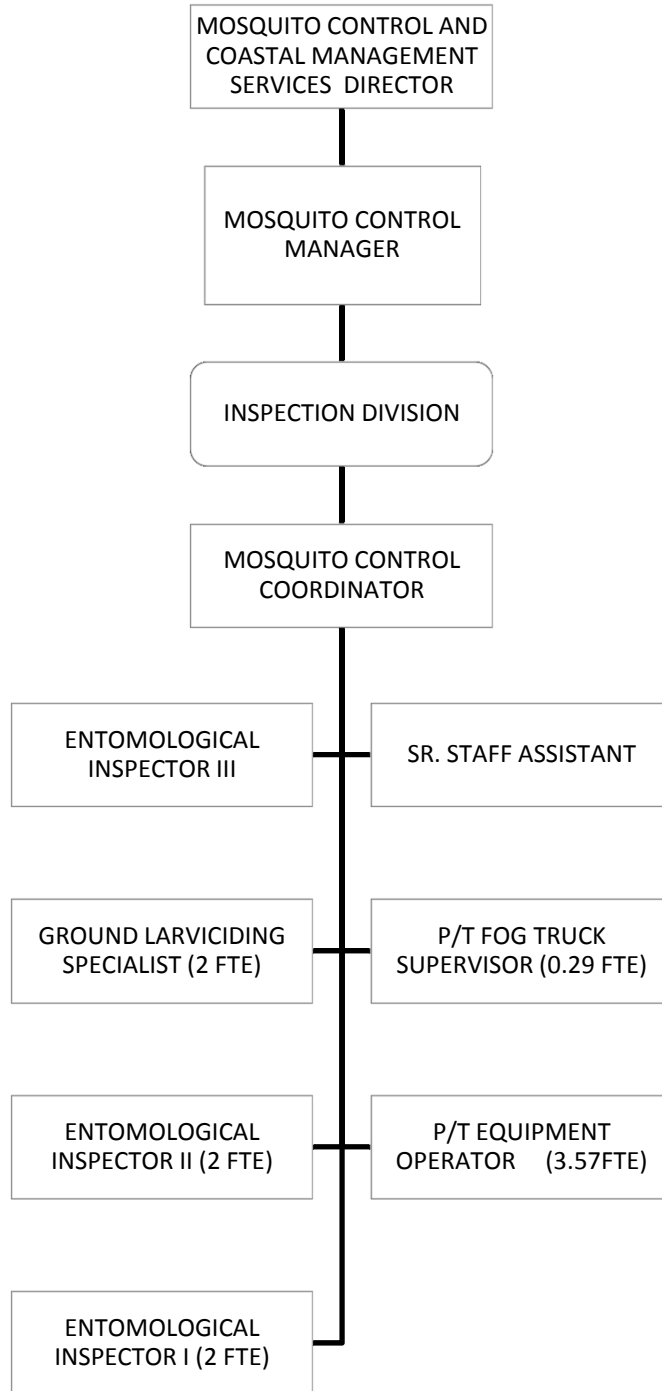 MOSQUITO CONTROL AND
COASTAL MANAGEMENT
SERVICES  DIRECTOR
MOSQUITO CONTROL
MANAGER
INSPECTION DIVISION
MOSQUITO CONTROL
COORDINATOR
ENTOMOLOGICAL
INSPECTOR III
SR. STAFF ASSISTANT
GROUND LARVICIDING
SPECIALIST (2 FTE)
P/T FOG TRUCK
SUPERVISOR (0.29 FTE)
ENTOMOLOGICAL
INSPECTOR II (2 FTE)
P/T EQUIPMENT
OPERATOR     (3.57FTE)
ENTOMOLOGICAL
INSPECTOR I (2 FTE)